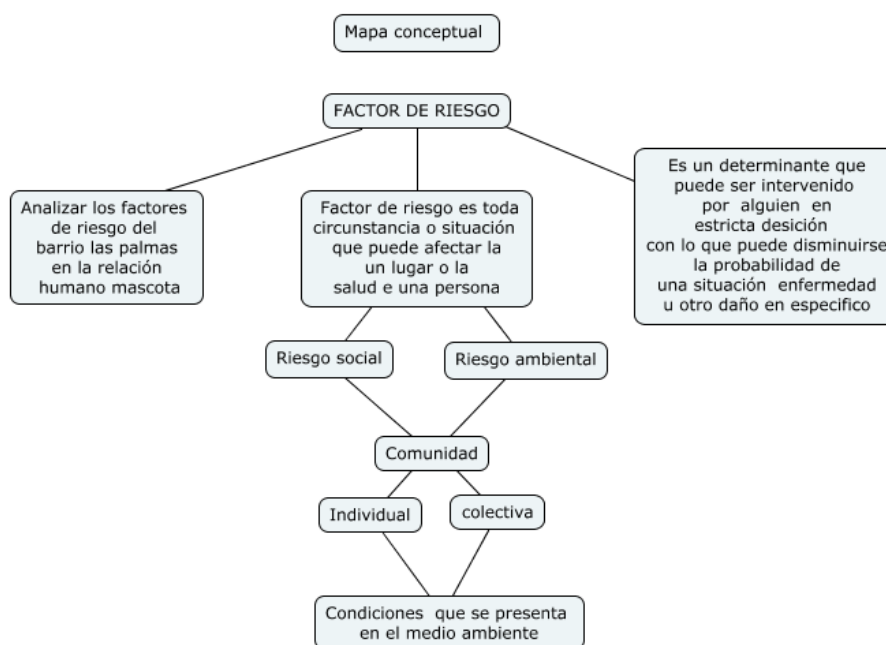 Mapa conceptual
FACTOR DE RIESGO
Analizar los factores
de riesgo del
barrio las palmas
en la relación
humano mascota
Factor de riesgo es toda
circunstancia o situación
que puede afectar la
un lugar o la
salud e una persona
Es un determinante que
puede ser intervenido
por alguien en
estricta desición
con lo que puede disminuirse
la probabilidad de
una situación enfermedad
u otro daño en especifico
Riesgo social
Riesgo ambiental
Comunidad
Individual
colectiva
Condiciones que se presenta
en el medio ambiente